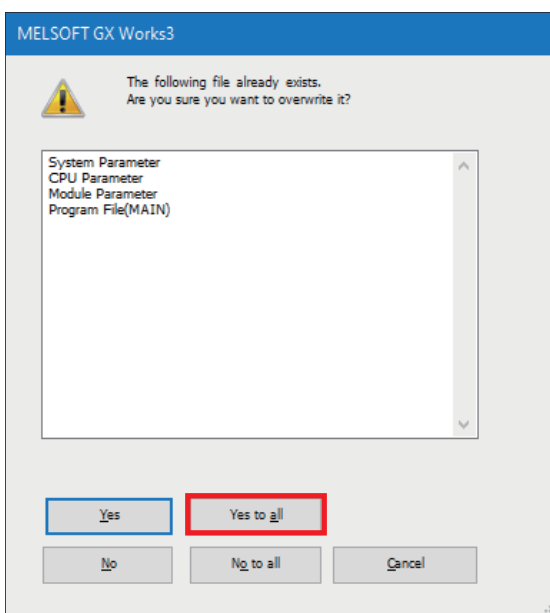 MELSOFT GX Works3
The following file already exists.
Are you sure you want to overwrite it?
System Parameter
CPU Parameter
Module Parameter
Program File(MAIN)
Yes
Yes to all
No
No to all
Cancel